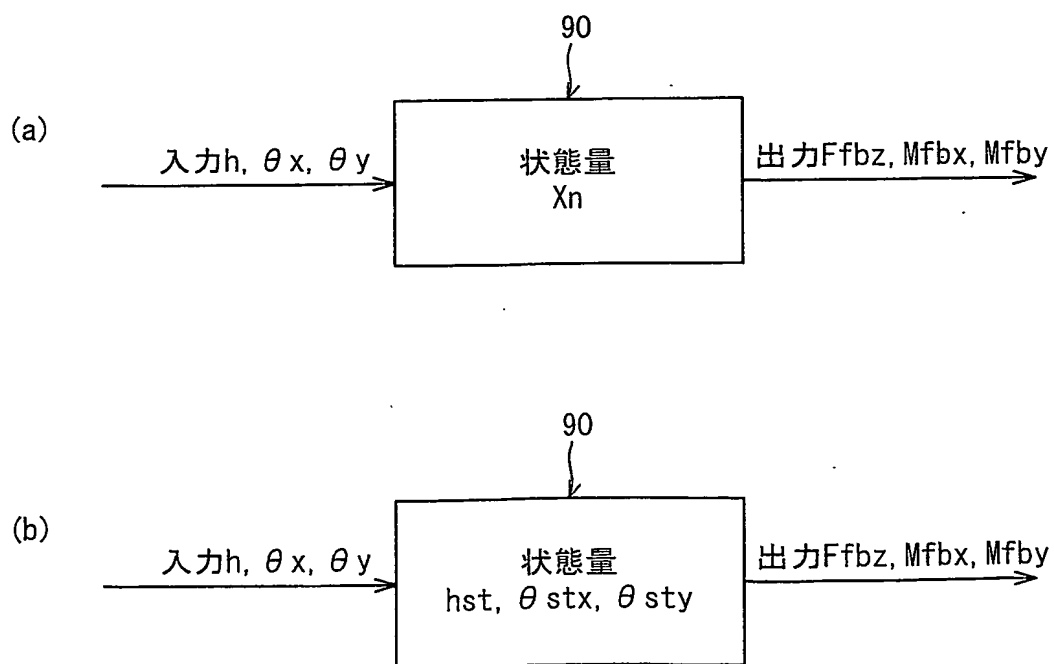 90
(a)
入力h, θx, θy
状態量
Xn
出力Ffbz, Mfbx, Mfby
90
(b)
入力h, θx, θy
状態量
hst, θstx, θsty
出力Ffbz, Mfbx, Mfby